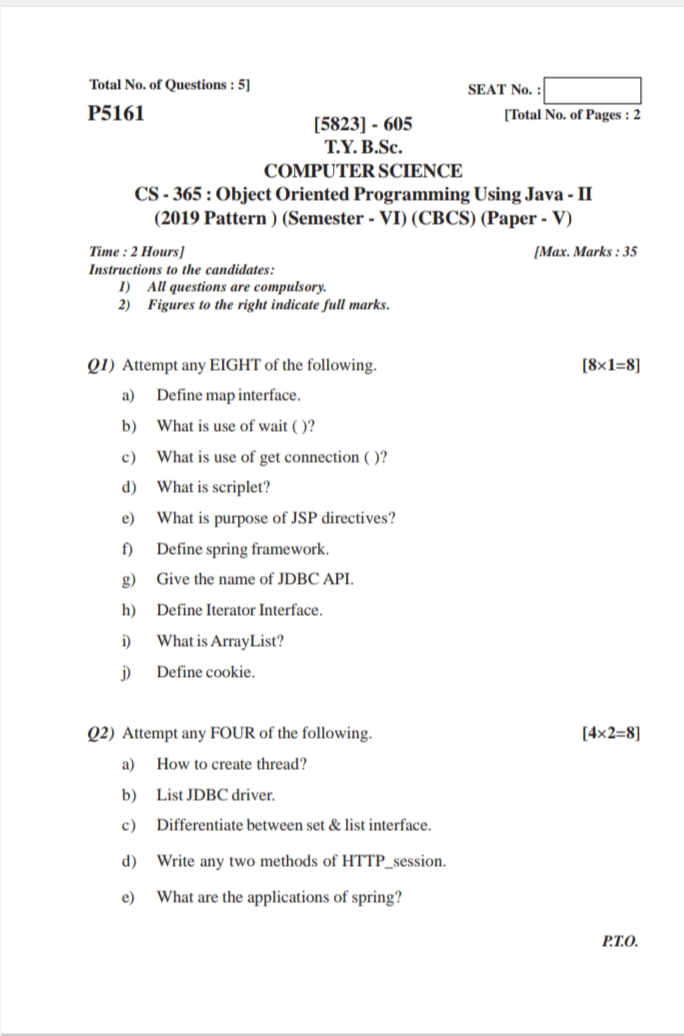 Total No. of Questions : 5]
SEAT No. :
P5161
[Total No. of Pages : 2
[5823] - 605
T.Y. B.Sc.
COMPUTER SCIENCE
CS - 365 : Object Oriented Programming Using Java - II
(2019 Pattern ) (Semester - VI) (CBCS) (Paper - V)
Time : 2 Hours]
[Max. Marks : 35
Instructions to the candidates:
1) All questions are compulsory.
2) Figures to the right indicate full marks.
Q1) Attempt any EIGHT of the following. [8×1=8]
a) Define map interface.
b) What is use of wait ( )?
c) What is use of get connection ( )?
d) What is scriplet?
e) What is purpose of JSP directives?
f) Define spring framework.
g) Give the name of JDBC API.
h) Define Iterator Interface.
i) What is ArrayList?
j) Define cookie.
Q2) Attempt any FOUR of the following. [4×2=8]
a) How to create thread?
b) List JDBC driver.
c) Differentiate between set & list interface.
d) Write any two methods of HTTP_session.
e) What are the applications of spring?
P.T.O.